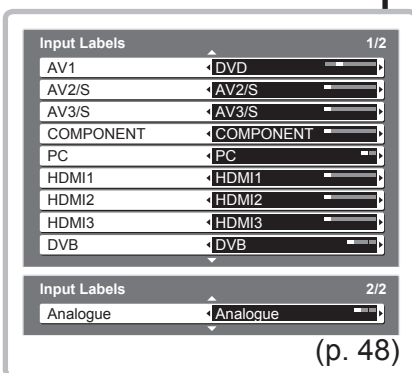 Input Labels 1/2
AV1 DVD
AV2/S AV2/S
AV3/S AV3/S
COMPONENT COMPONENT
PC PC
HDMI1 HDMI1
HDMI2 HDMI2
HDMI3 HDMI3
DVB DVB
Input Labels 2/2
Analogue Analogue
(p. 48)